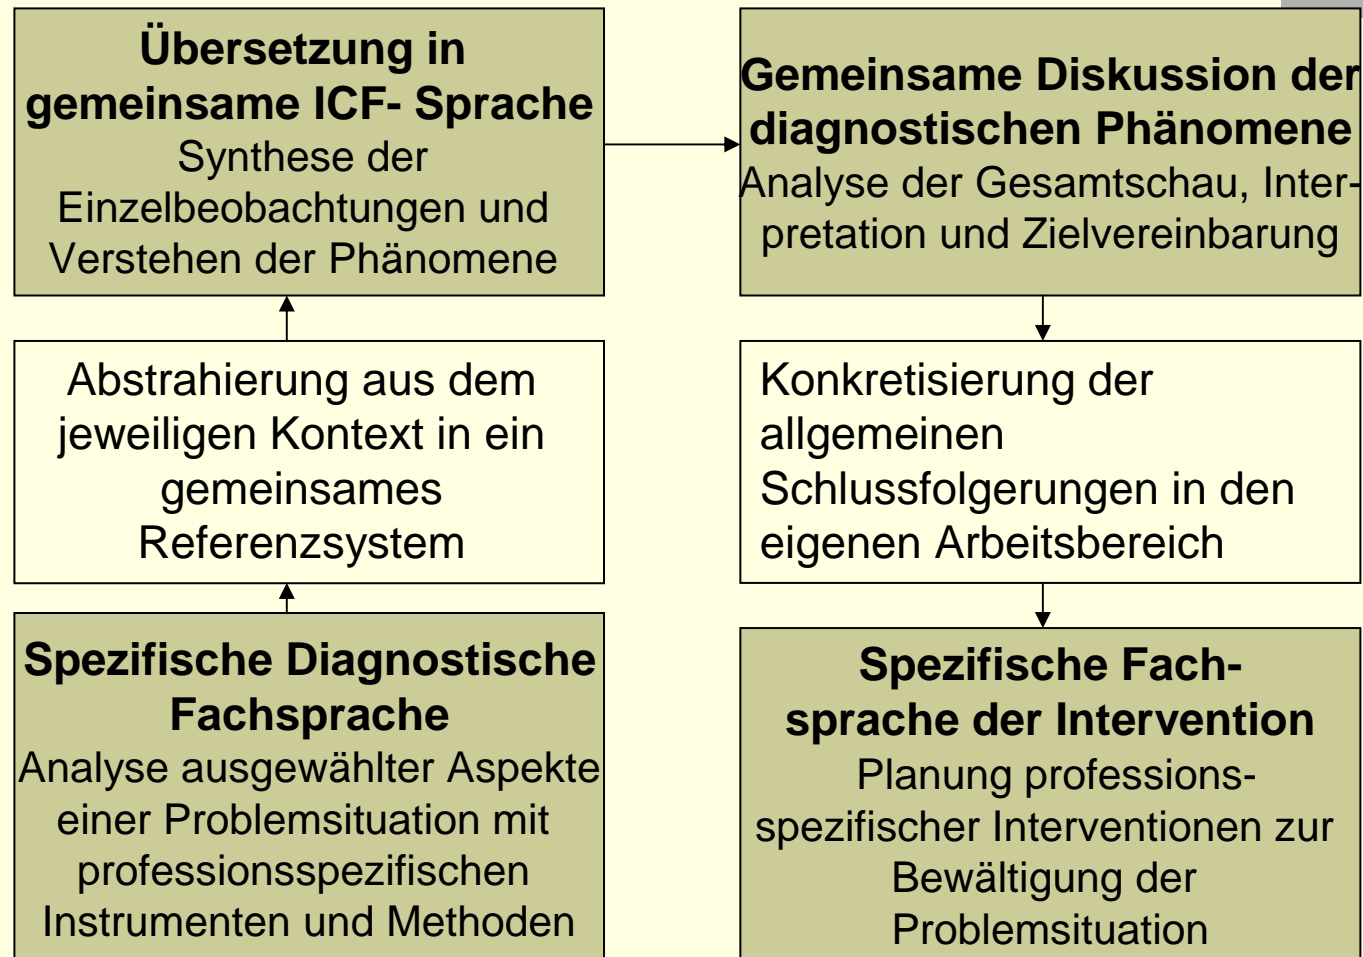 Übersetzung in
gemeinsame ICF- Sprache
Synthese der
Einzelbeobachtungen und
Verstehen der Phänomene
Gemeinsame Diskussion der
diagnostischen Phänomene
Analyse der Gesamtschau, Inter-
pretation und Zielvereinbarung
Abstrahierung aus dem
jeweiligen Kontext in ein
gemeinsames
Referenzsystem
Konkretisierung der
allgemeinen
Schlussfolgerungen in den
eigenen Arbeitsbereich
Spezifische Diagnostische
Fachsprache
Analyse ausgewählter Aspekte
einer Problemsituation mit
professionsspezifischen
Instrumenten und Methoden
Spezifische Fach-
sprache der Intervention
Planung professions-
spezifischer Interventionen zur
Bewältigung der
Problemsituation